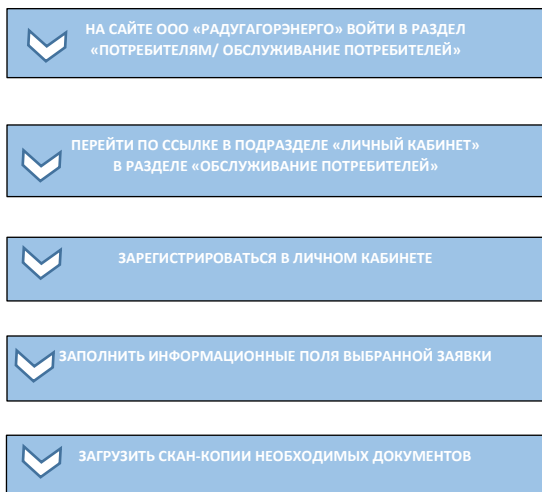 НА САЙТЕ ООО «РАДУГАГОРЭНЕРГО» ВОЙТИ В РАЗДЕЛ
«ПОТРЕБИТЕЛЯМ/ ОБСЛУЖИВАНИЕ ПОТРЕБИТЕЛЕЙ»
ПЕРЕЙТИ ПО ССЫЛКЕ В ПОДРАЗДЕЛЕ «ЛИЧНЫЙ КАБИНЕТ»
В РАЗДЕЛЕ «ОБСЛУЖИВАНИЕ ПОТРЕБИТЕЛЕЙ»
ЗАРЕГИСТРИРОВАТЬСЯ В ЛИЧНОМ КАБИНЕТЕ
ЗАПОЛНИТЬ ИНФОРМАЦИОННЫЕ ПОЛЯ ВЫБРАННОЙ ЗАЯВКИ
ЗАГРУЗИТЬ СКАН-КОПИИ НЕОБХОДИМЫХ ДОКУМЕНТОВ